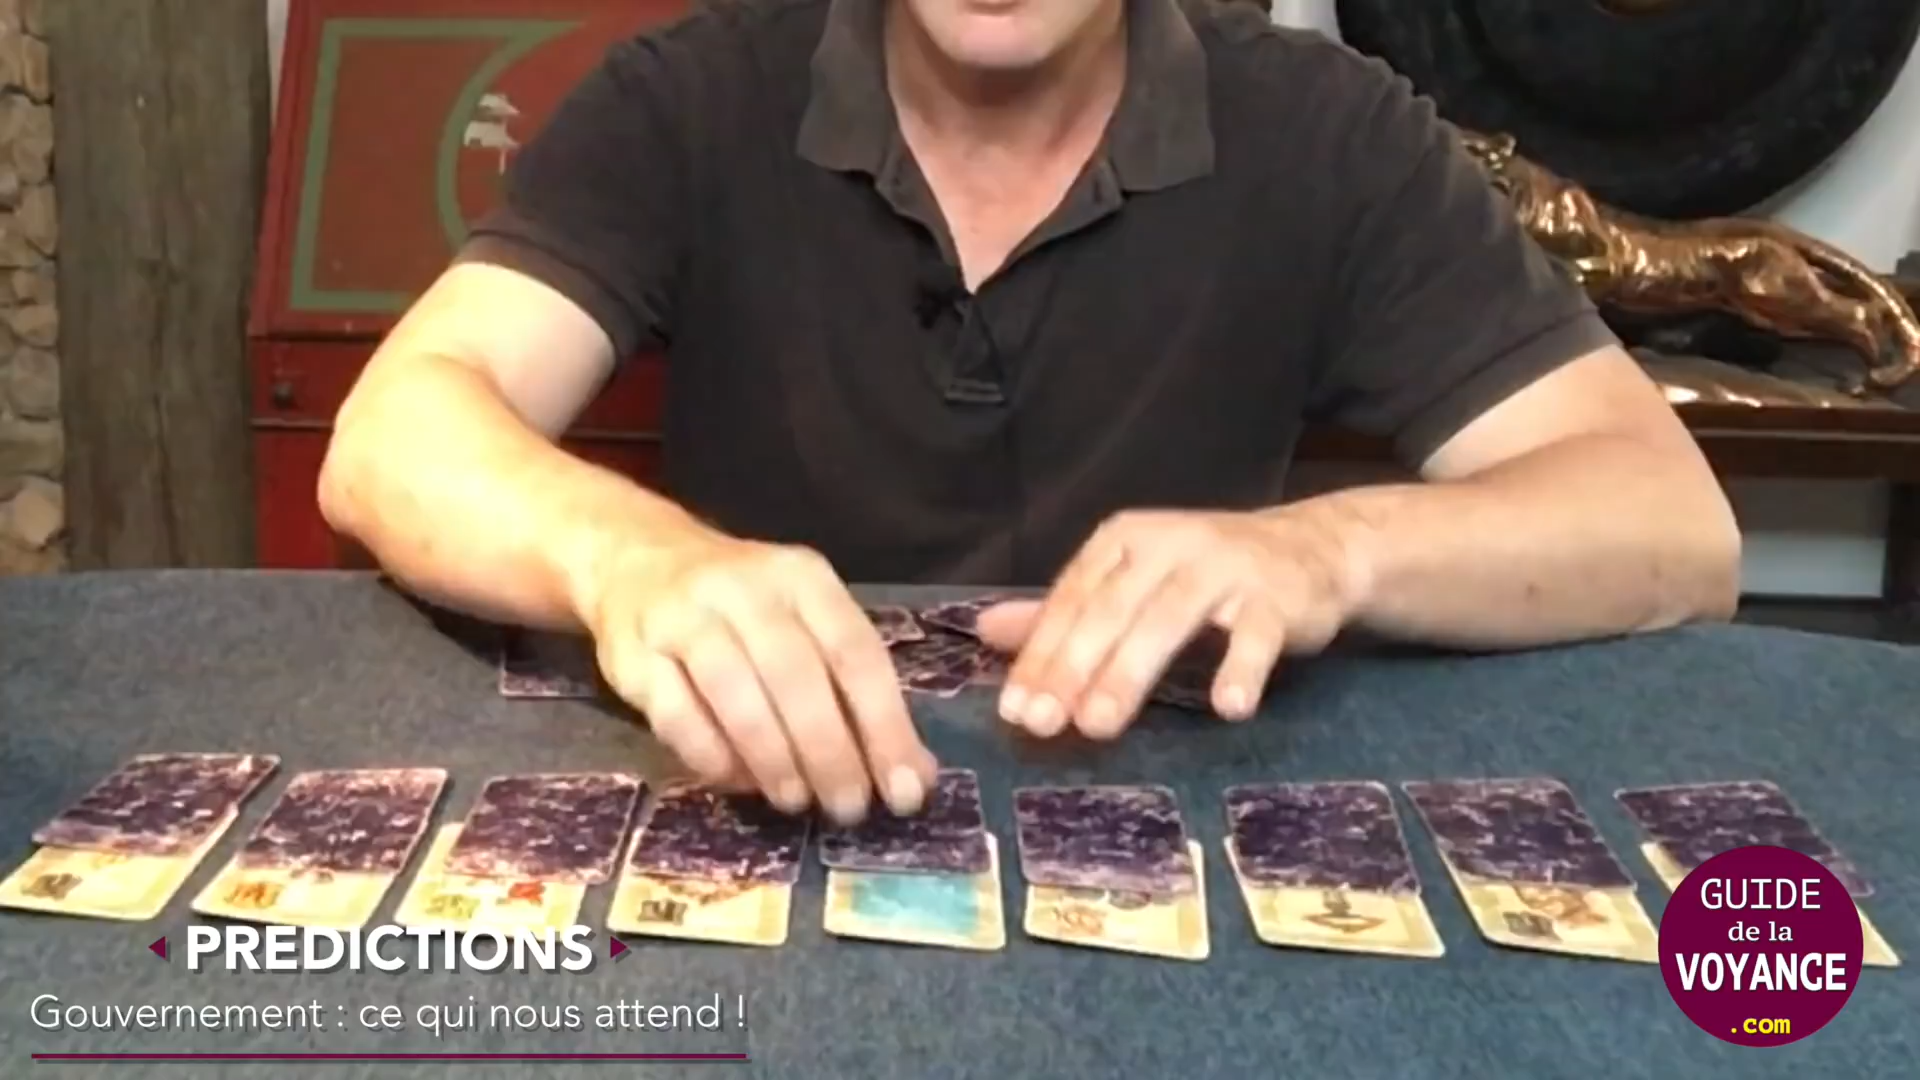 PREDICTIONS
Gouvernement : ce qui nous attend !
GUIDE
de la
VOYANCE
.com